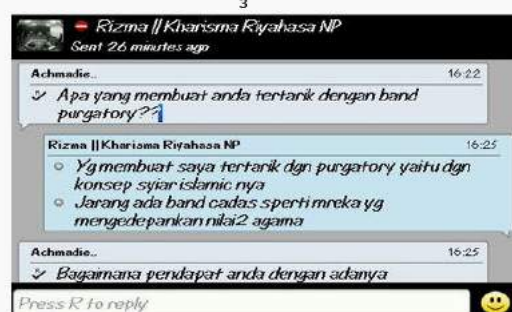 3
Rizma || Kharisma Riyahasa NP
Sent 26 minutes ago
Achmadie.. 16:22
Apa yang membuat anda tertarik dengan band
purgatory??
Rizma || Kharisma Riyahasa NP 16:25
Yg membuat saya tertarik dgn purgatory yaitu dgn
konsep syiar islamic nya
Jarang ada band cadas sperti mreka yg
mengedepankan nilai2 agama
Achmadie.. 16:25
Bagaimana pendapat anda dengan adanya
Press R to reply